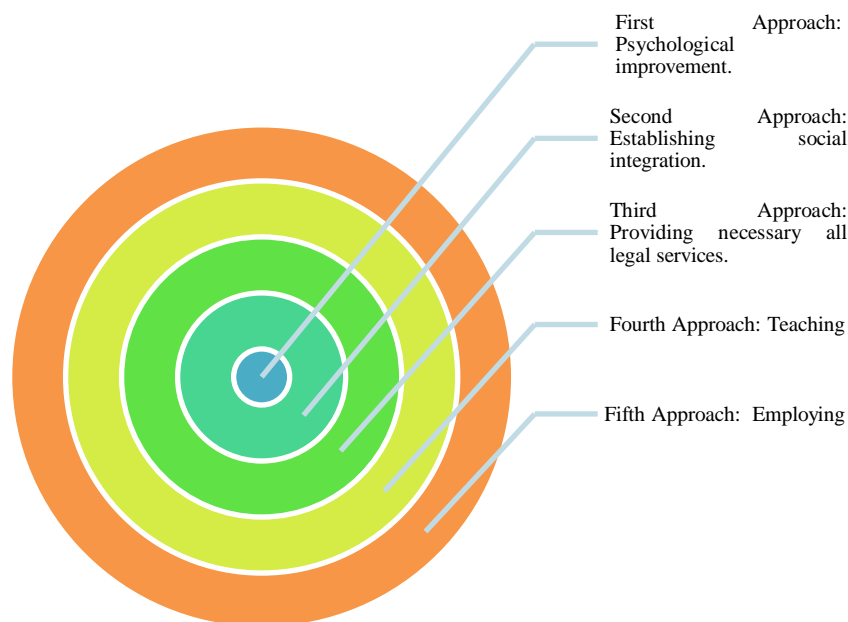 First Approach:
Psychological
improvement.
Second Approach:
Establishing social
integration.
Third Approach:
Providing necessary all
legal services.
Fourth Approach: Teaching
Fifth Approach: Employing